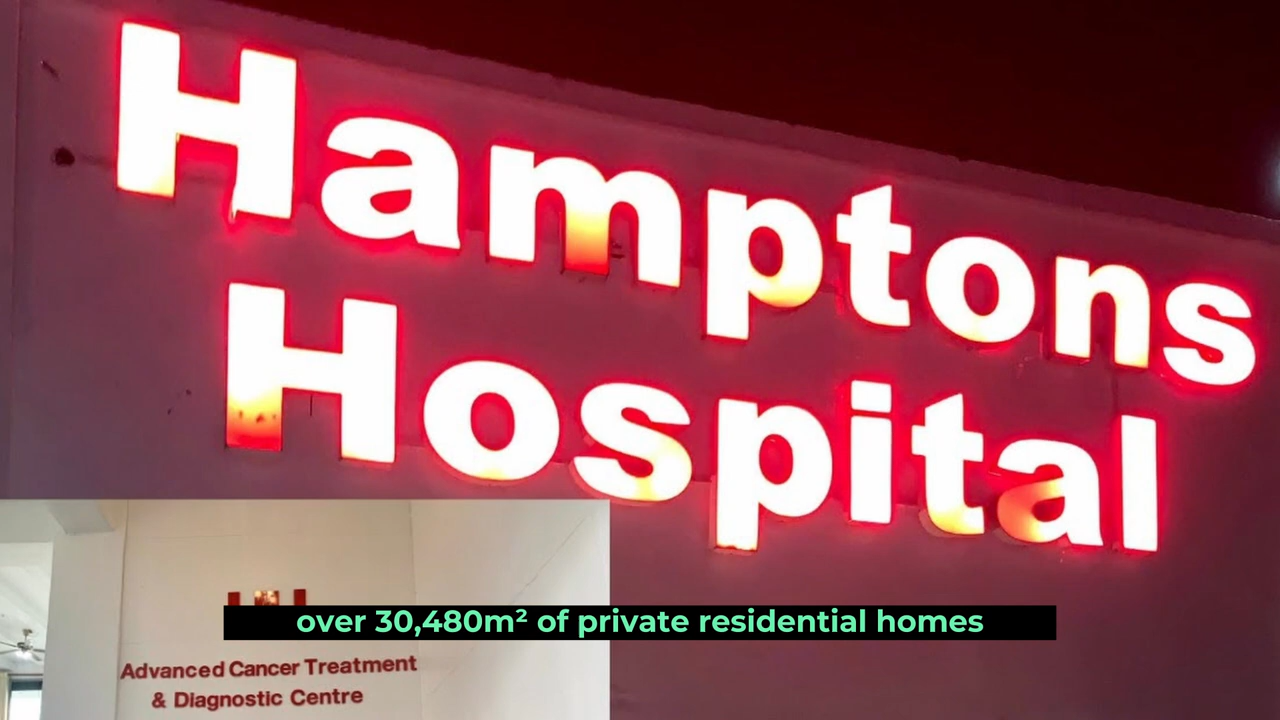 Hamptons
Hospital
over 30,480m² of private residential homes
Advanced Cancer Treatment
& Diagnostic Centre